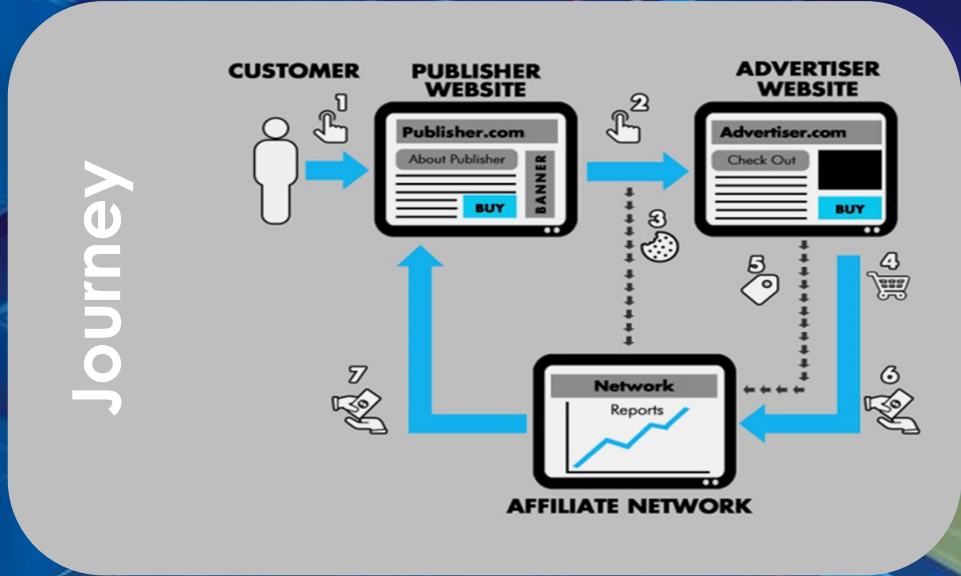 Journey
CUSTOMER
PUBLISHER
WEBSITE
ADVERTISER
WEBSITE
1
2
Publisher.com
About Publisher
BUY
BANNER
Advertiser.com
Check Out
BUY
3
4
5
6
7
Network
Reports
AFFILIATE NETWORK